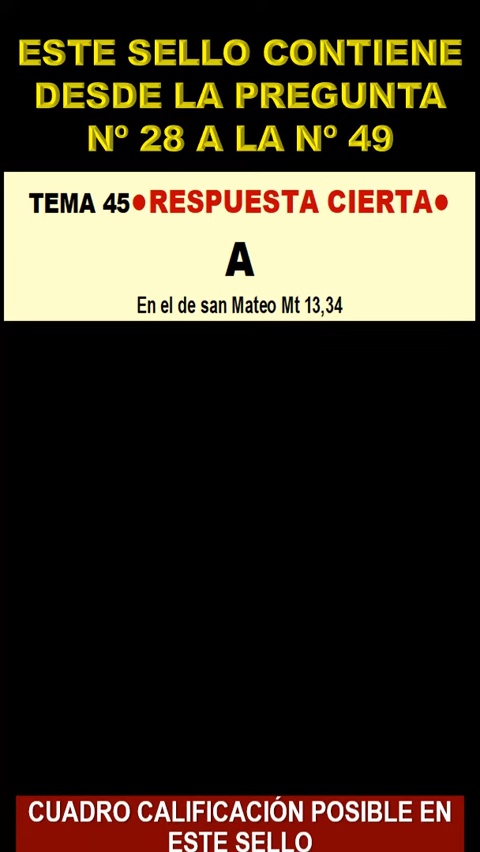 ESTE SELLO CONTIENE
DESDE LA PREGUNTA
Nº 28 A LA Nº 49
TEMA 45•RESPUESTA CIERTA•
A
En el de san Mateo Mt 13,34
CUADRO CALIFICACIÓN POSIBLE EN
ESTE SELLO